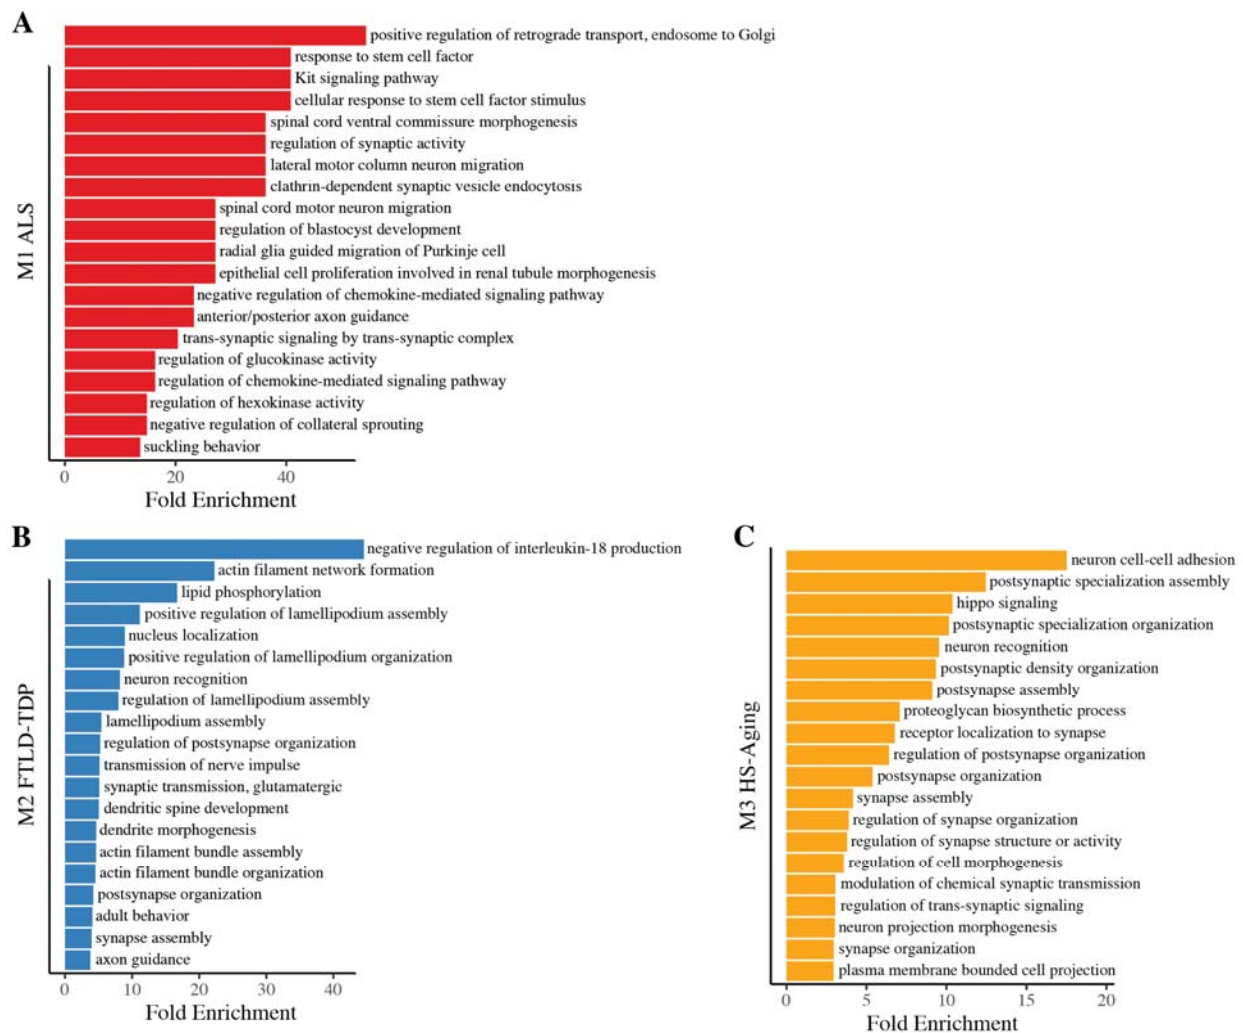 A
positive regulation of retrograde transport, endosome to Golgi
response to stem cell factor
Kit signaling pathway
cellular response to stem cell factor stimulus
spinal cord ventral commissure morphogenesis
regulation of synaptic activity
lateral motor column neuron migration
clathrin-dependent synaptic vesicle endocytosis
spinal cord motor neuron migration
regulation of blastocyst development
radial glia guided migration of Purkinje cell
epithelial cell proliferation involved in renal tubule morphogenesis
negative regulation of chemokine-mediated signaling pathway
anterior/posterior axon guidance
trans-synaptic signaling by trans-synaptic complex
regulation of glucokinase activity
regulation of chemokine-mediated signaling pathway
regulation of hexokinase activity
negative regulation of collateral sprouting
suckling behavior
M1 ALS
0 20 40
Fold Enrichment
B
negative regulation of interleukin-18 production
actin filament network formation
lipid phosphorylation
positive regulation of lamellipodium assembly
nucleus localization
positive regulation of lamellipodium organization
neuron recognition
regulation of lamellipodium assembly
lamellipodium assembly
regulation of postsynapse organization
transmission of nerve impulse
synaptic transmission, glutamatergic
dendritic spine development
dendrite morphogenesis
actin filament bundle assembly
actin filament bundle organization
postsynapse organization
adult behavior
synapse assembly
axon guidance
M2 FTLD-TDP
0 10 20 30 40
Fold Enrichment
C
neuron cell-cell adhesion
postsynaptic specialization assembly
hippo signaling
postsynaptic specialization organization
neuron recognition
postsynaptic density organization
postsynapse assembly
proteoglycan biosynthetic process
receptor localization to synapse
regulation of postsynapse organization
postsynapse organization
synapse assembly
regulation of synapse organization
regulation of synapse structure or activity
regulation of cell morphogenesis
modulation of chemical synaptic transmission
regulation of trans-synaptic signaling
neuron projection morphogenesis
synapse organization
plasma membrane bounded cell projection
M3 HS-Aging
0 5 10 15 20
Fold Enrichment